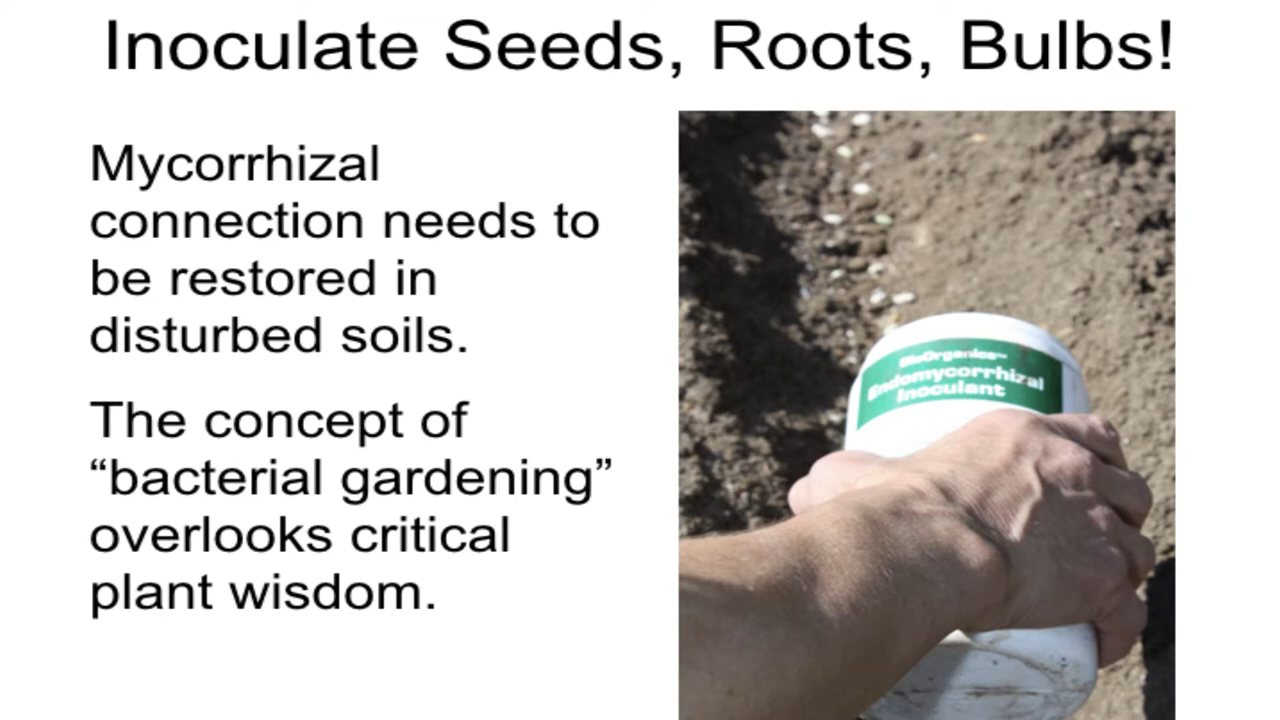 Inoculate Seeds, Roots, Bulbs!
Mycorrhizal
connection needs to
be restored in
disturbed soils.
The concept of
“bacterial gardening”
overlooks critical
plant wisdom.
BioOrganics™
Endomycorrhizal
Inoculant